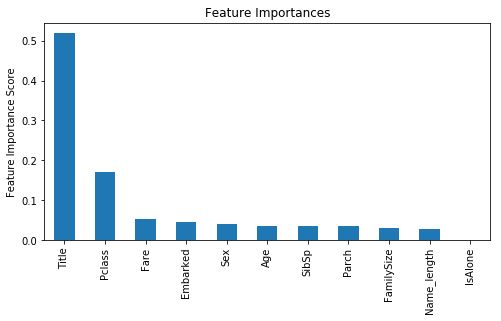 Feature Importances
Feature Importance Score
0.5
0.4
0.3
0.2
0.1
0.0
Title
Pclass
Fare
Embarked
Sex
Age
SibSp
Parch
FamilySize
Name_length
IsAlone